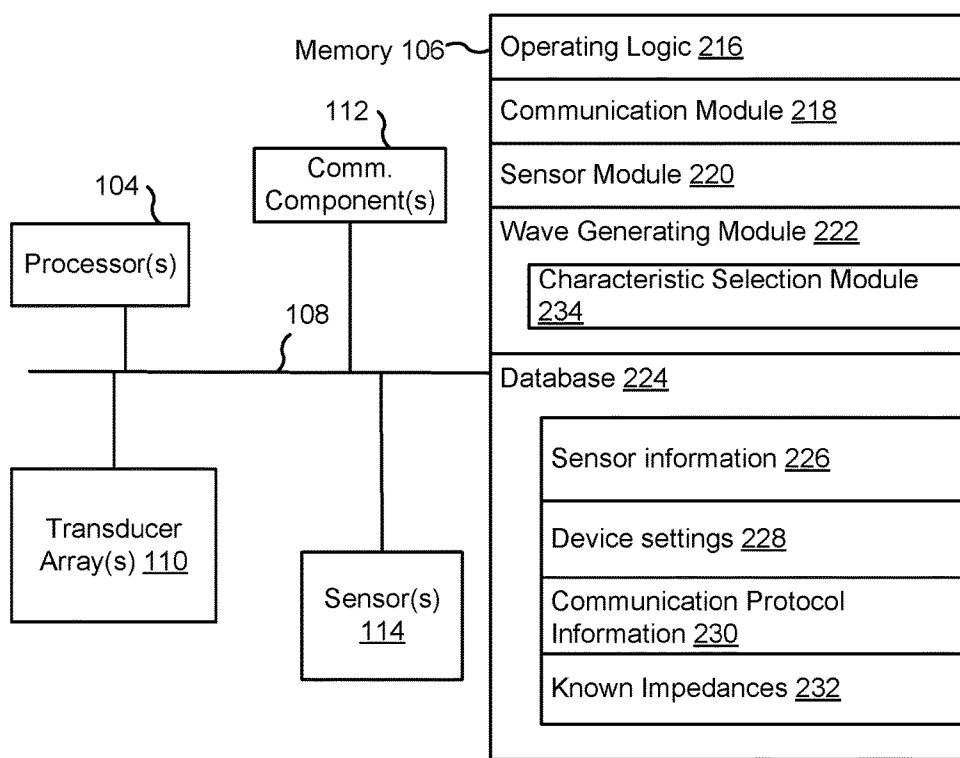 Memory 106
Operating Logic 216
Communication Module 218
Sensor Module 220
Wave Generating Module 222
Characteristic Selection Module
234
112
Comm.
Component(s)
104
Processor(s)
108
Database 224
Sensor information 226
Device settings 228
Communication Protocol
Information 230
Known Impedances 232
Transducer
Array(s) 110
Sensor(s)
114